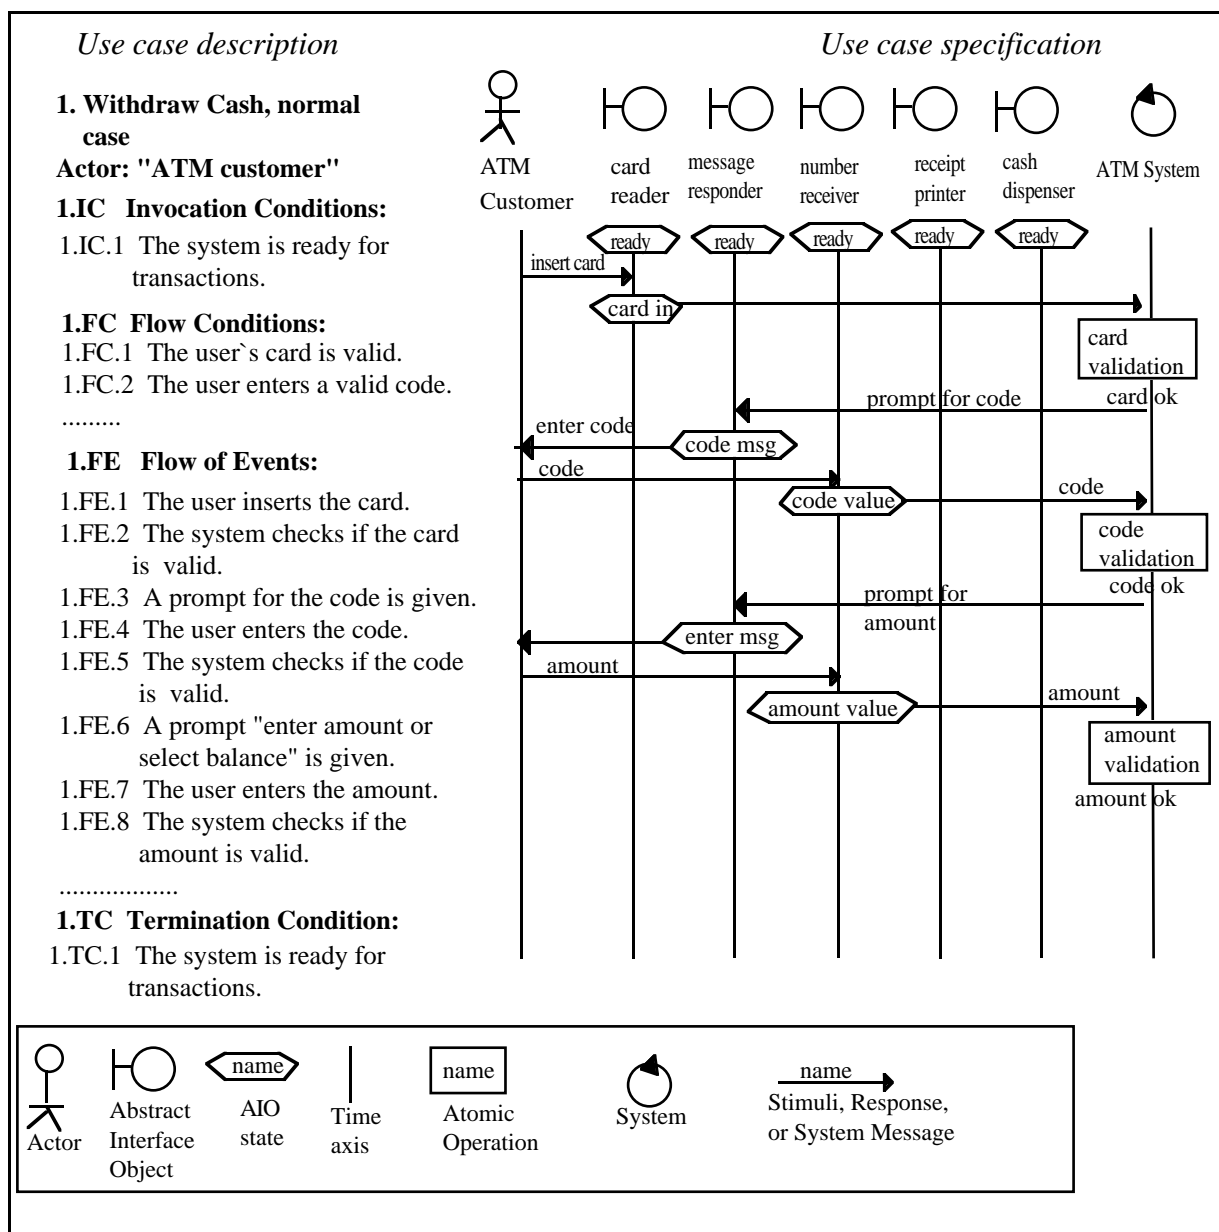 Use case description
Use case specification
1. Withdraw Cash, normal
case
Actor: "ATM customer"
1.IC Invocation Conditions:
1.IC.1 The system is ready for
transactions.
1.FC Flow Conditions:
1.FC.1 The user`s card is valid.
1.FC.2 The user enters a valid code.
.........
1.FE Flow of Events:
1.FE.1 The user inserts the card.
1.FE.2 The system checks if the card
is valid.
1.FE.3 A prompt for the code is given.
1.FE.4 The user enters the code.
1.FE.5 The system checks if the code
is valid.
1.FE.6 A prompt "enter amount or
select balance" is given.
1.FE.7 The user enters the amount.
1.FE.8 The system checks if the
amount is valid.
..................
1.TC Termination Condition:
1.TC.1 The system is ready for
transactions.
ATM
Customer
card
reader
message
responder
number
receiver
receipt
printer
cash
dispenser
ATM System
ready
ready
ready
ready
ready
insert card
card in
card
validation
card ok
prompt for code
enter code
code msg
code
code value
code
code
validation
code ok
prompt for
amount
enter msg
amount
amount value
amount
amount
validation
amount ok
Actor
Abstract
Interface
Object
name
AIO
state
Time
axis
name
Atomic
Operation
System
name
Stimuli, Response,
or System Message